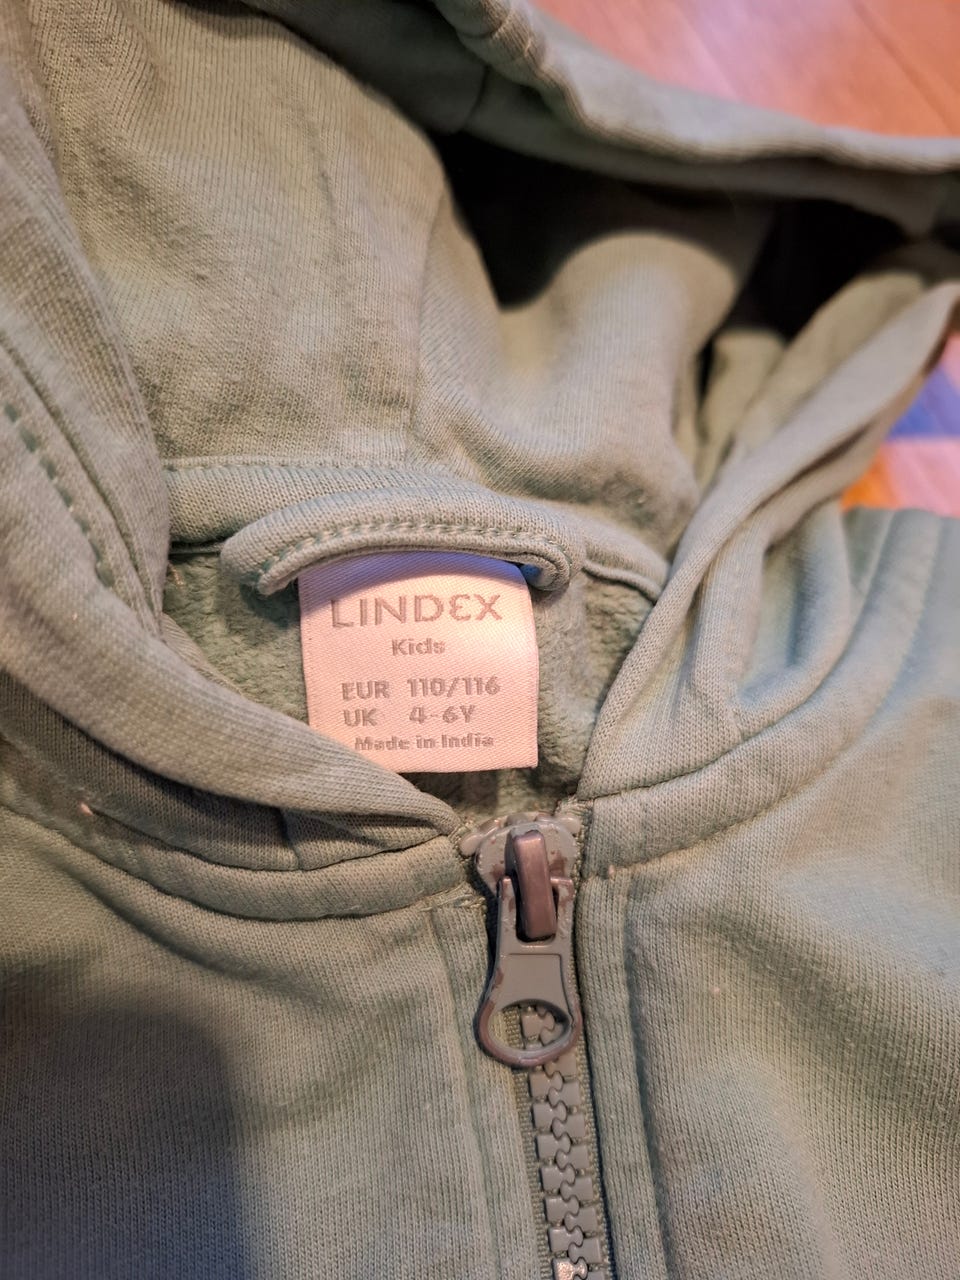 LINDEX
Kids
EUR 110/116
UK 4-6Y
Made in India